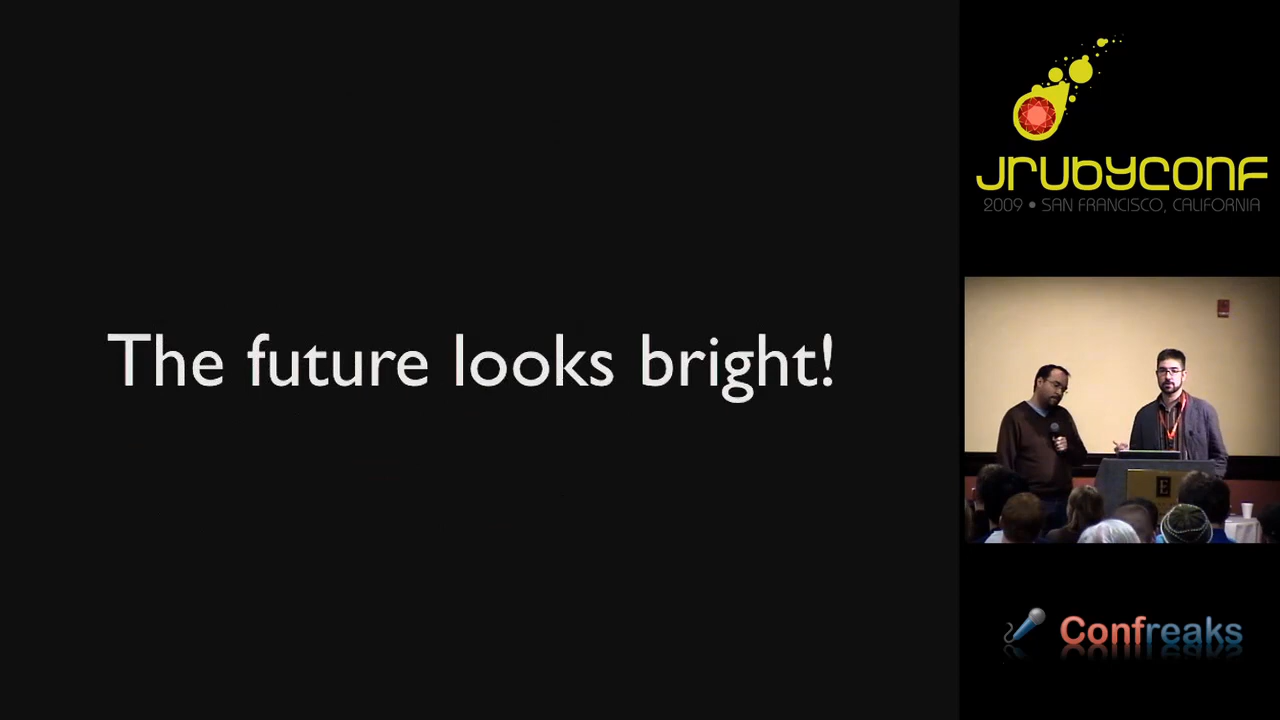 The future looks bright!
JRUBYCONF
2009 • SAN FRANCISCO, CALIFORNIA
E
Confreaks